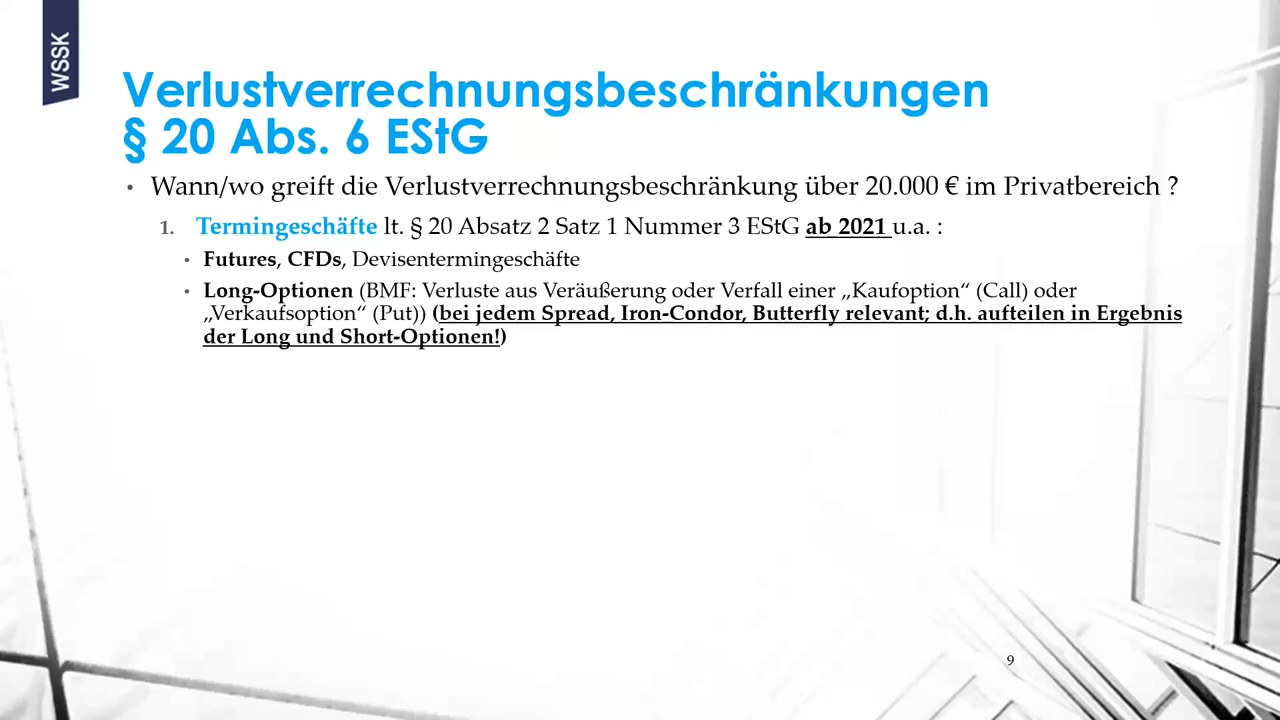 WSSK
Verlustverrechnungsbeschränkungen
§ 20 Abs. 6 EStG
• Wann/wo greift die Verlustverrechnungsbeschränkung über 20.000 € im Privatbereich ?
1. Termingeschäfte lt. § 20 Absatz 2 Satz 1 Nummer 3 EStG ab 2021 u.a. :
• Futures, CFDs, Devisentermingeschäfte
• Long-Optionen (BMF: Verluste aus Veräußerung oder Verfall einer „Kaufoption“ (Call) oder
„Verkaufsoption“ (Put)) (bei jedem Spread, Iron-Condor, Butterfly relevant; d.h. aufteilen in Ergebnis
der Long und Short-Optionen!)
9